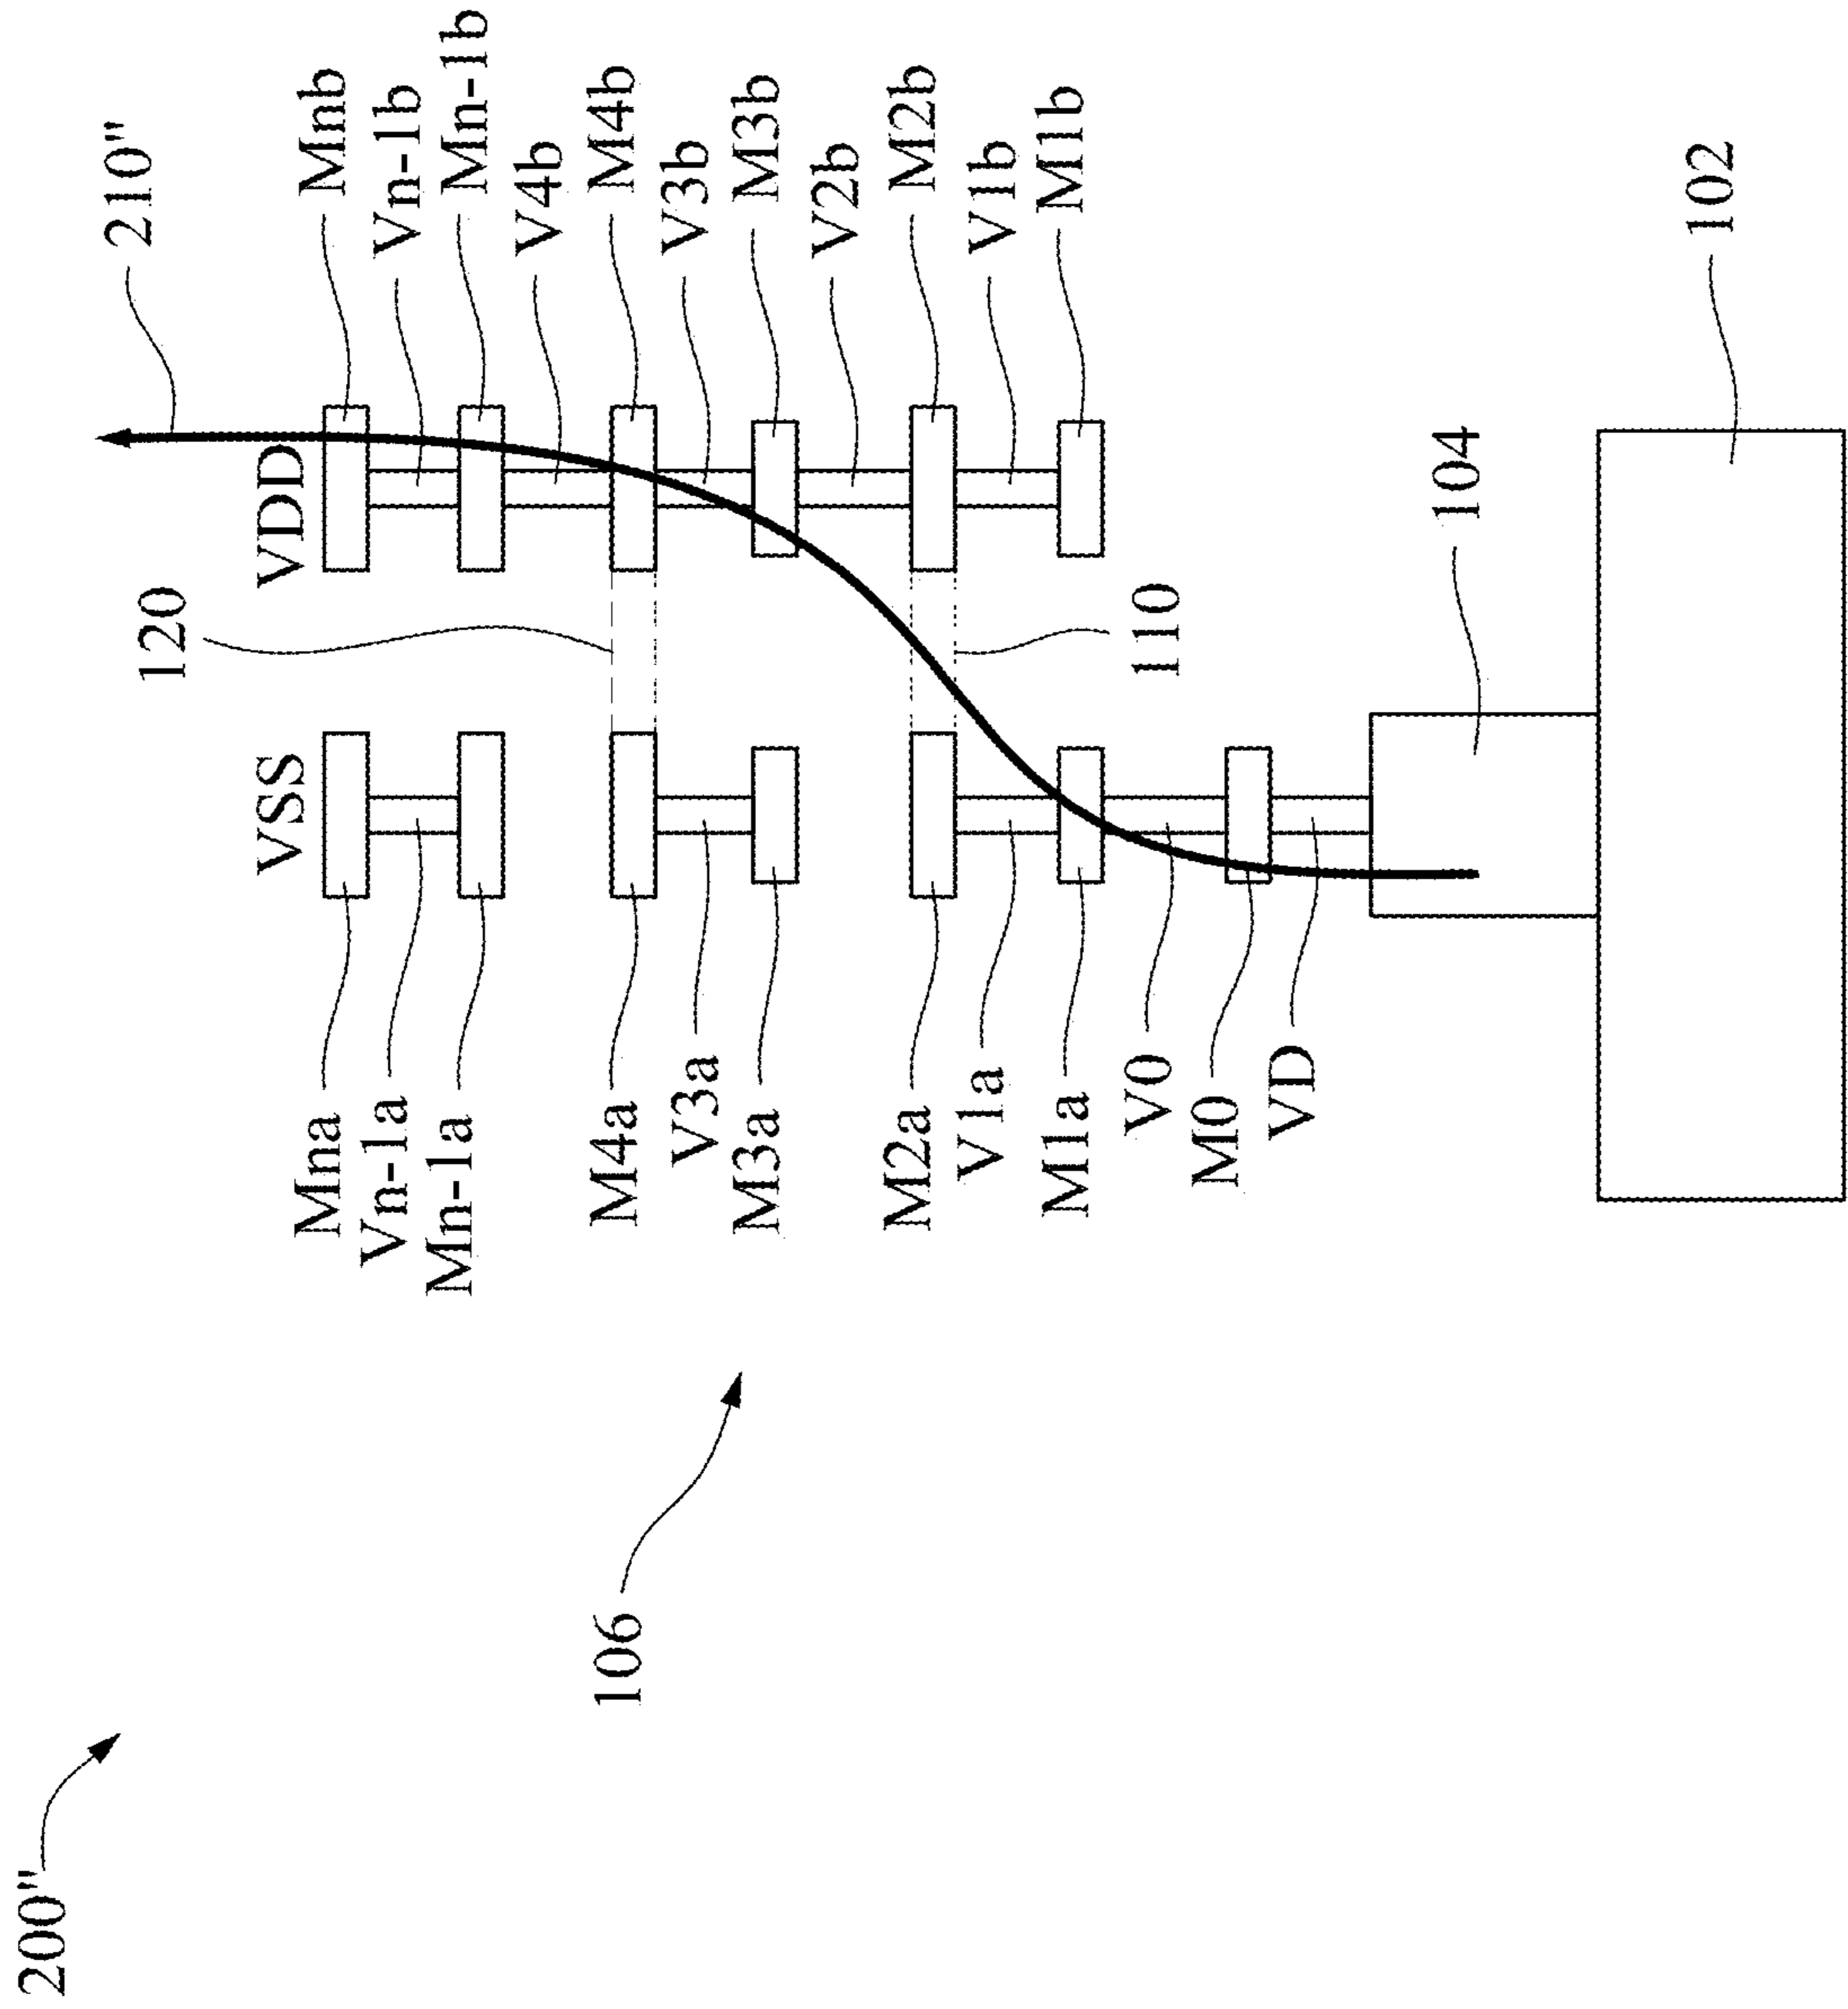 200"
210"
106
120
VSS
VDD
Mna
Vn-1a
Mn-1a
M4a
V3a
M3a
M2a
V1a
M1a
V0
M0
VD
Mnb
Vn-1b
Mn-1b
V4b
M4b
V3b
M3b
V2b
M2b
V1b
M1b
110
104
102